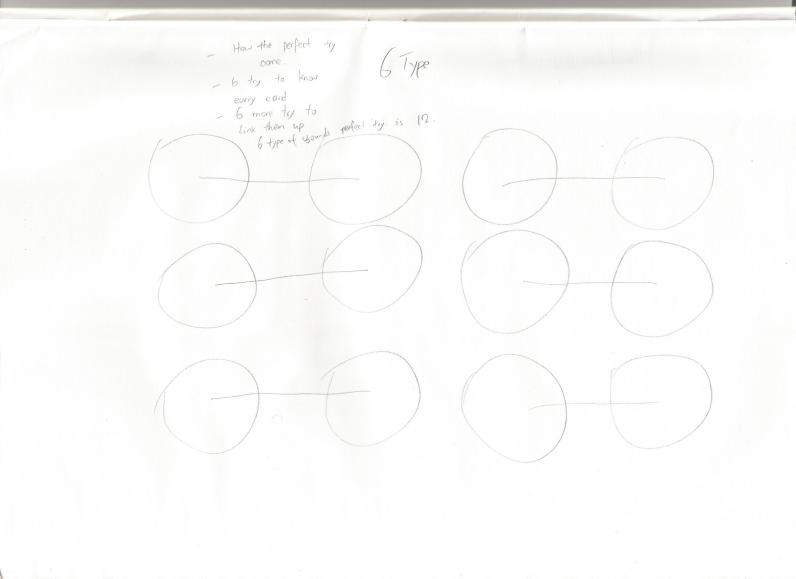 - How the perfect try
came.
- 6 try to know
every card
- 6 more try to
Link them up
6 type of sounds perfect try is 12.
6 Type